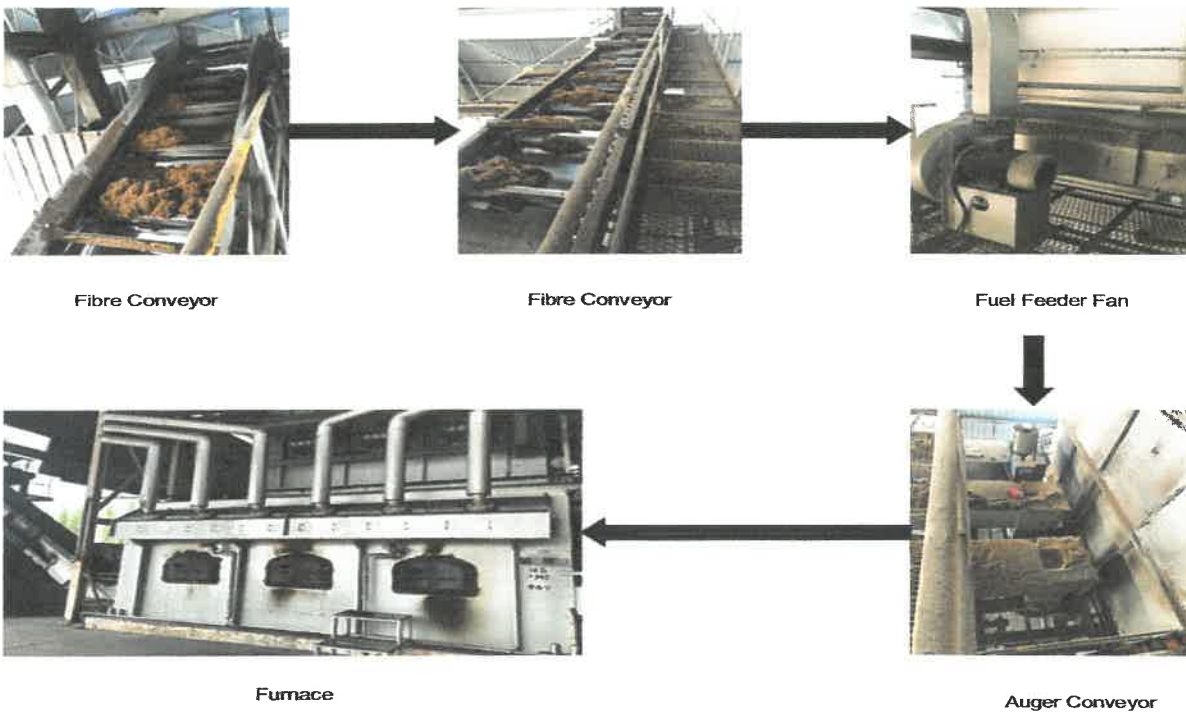 Fibre Conveyor
Fibre Conveyor
Fuel Feeder Fan
Furnace
Auger Conveyor